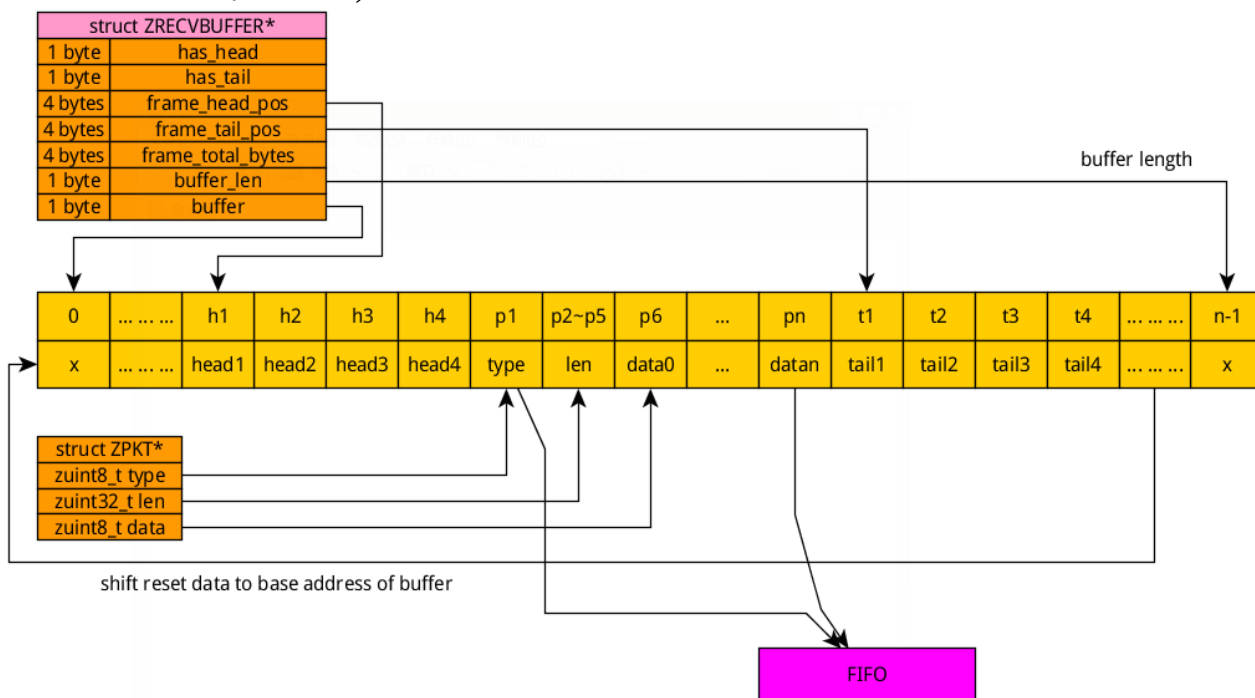 struct ZRECVBUFFER*
1 byte has_head
1 byte has_tail
4 bytes frame_head_pos
4 bytes frame_tail_pos
4 bytes frame_total_bytes
1 byte buffer_len
1 byte buffer
buffer length
0 ... ... ... h1 h2 h3 h4 p1 p2~p5 p6 ... pn t1 t2 t3 t4 ... ... ... n-1
x ... ... ... head1 head2 head3 head4 type len data0 ... datan tail1 tail2 tail3 tail4 ... ... ... x
struct ZPKT*
zuint8_t type
zuint32_t len
zuint8_t data
shift reset data to base address of buffer
FIFO